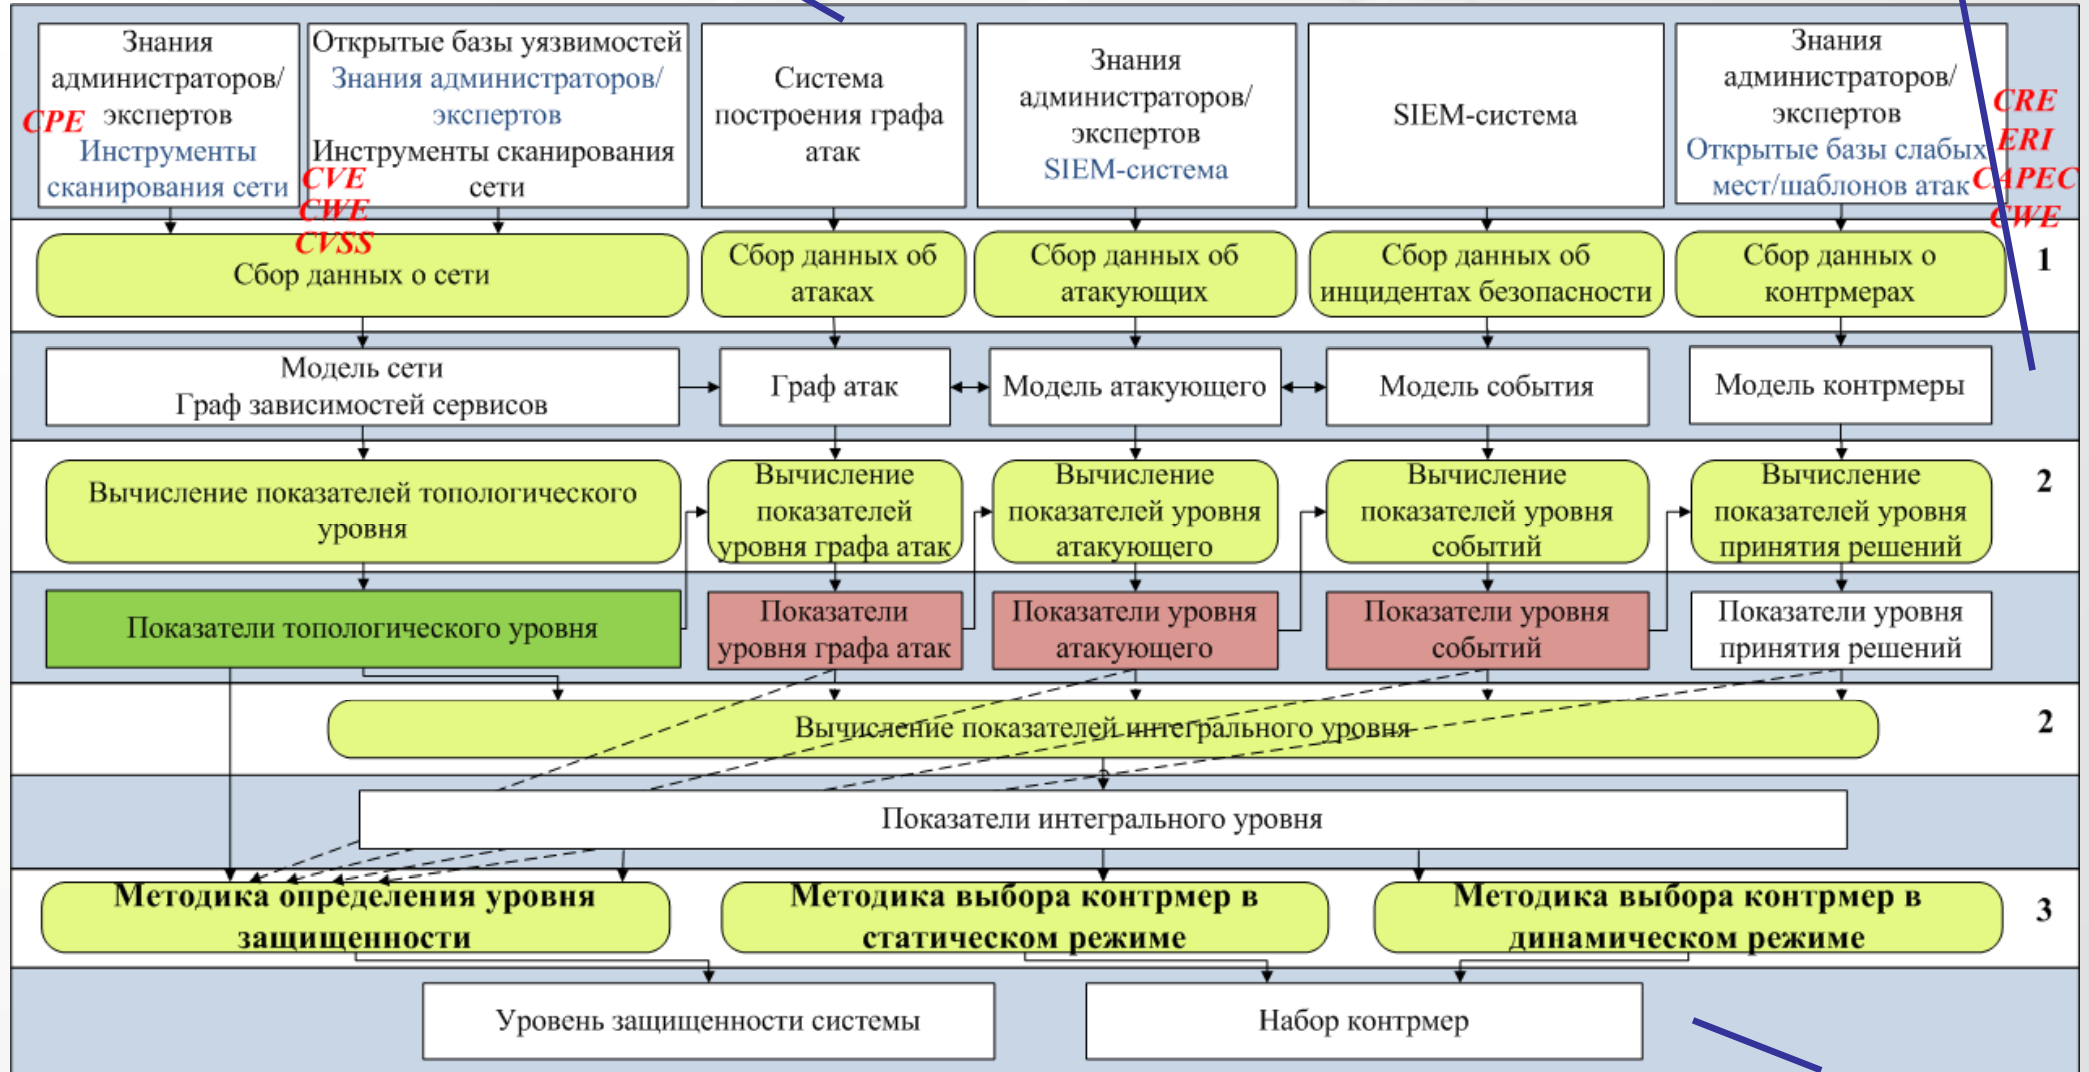 Знания
администраторов/
экспертов
Инструменты
сканирования сети
CPE
Открытые базы уязвимостей
Знания администраторов/
экспертов
Инструменты сканирования
сети
CVE
CWE
CVSS
Система
построения графа
атак
Знания
администраторов/
экспертов
SIEM-система
SIEM-система
Знания
администраторов/
экспертов
Открытые базы слабых
мест/шаблонов атак
CRE
ERI
CAPEC
CWE
Сбор данных о сети
Сбор данных об
атаках
Сбор данных об
атакующих
Сбор данных об
инцидентах безопасности
Сбор данных о
контрмерах
1
Модель сети
Граф зависимостей сервисов
Граф атак
Модель атакующего
Модель события
Модель контрмеры
Вычисление показателей топологического
уровня
Вычисление
показателей
уровня графа атак
Вычисление
показателей уровня
атакующего
Вычисление
показателей уровня
событий
Вычисление
показателей уровня
принятия решений
2
Показатели топологического уровня
Показатели
уровня графа атак
Показатели уровня
атакующего
Показатели уровня
событий
Показатели уровня
принятия решений
Вычисление показателей интегрального уровня
2
Показатели интегрального уровня
Методика определения уровня
защищенности
Методика выбора контрмер в
статическом режиме
Методика выбора контрмер в
динамическом режиме
3
Уровень защищенности системы
Набор контрмер